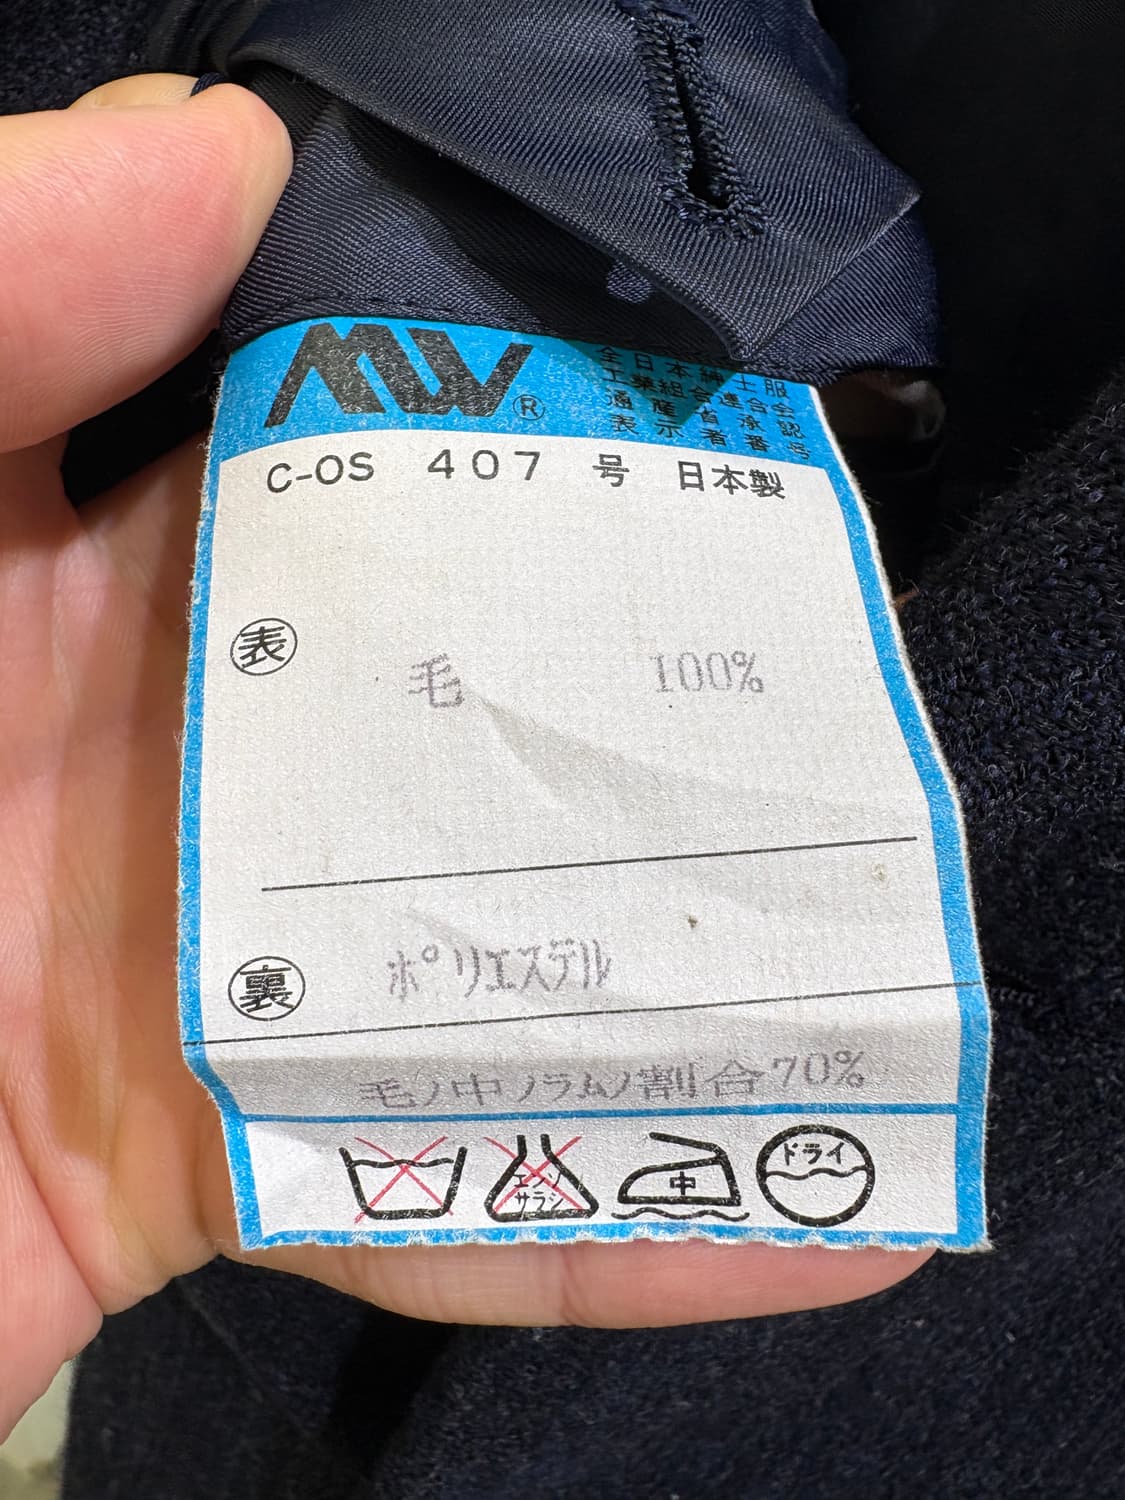 MW®
全日本紳士服
工業組合連合会
通産省承認
表示者番号
C-OS 407 号 日本製
表
毛 100%
裏
ポリエステル
毛ノ中ノラムノ割合70%
エンソ
サラシ
中
ドライ